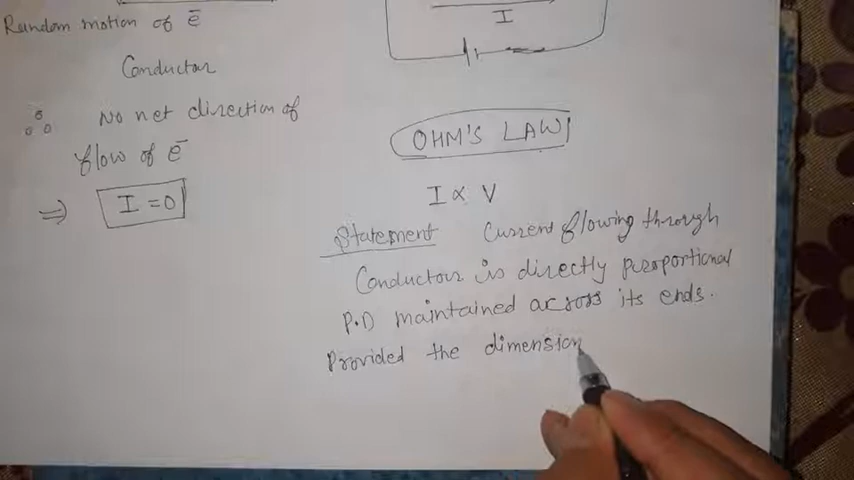 Random motion of e̅
Conductor
∴ No net direction of
flow of e̅
⇒ I = 0
I
OHM'S LAW
I ∝ V
Statement Current flowing through
Conductor is directly proportional
P.D maintained across its ends.
Provided the dimension